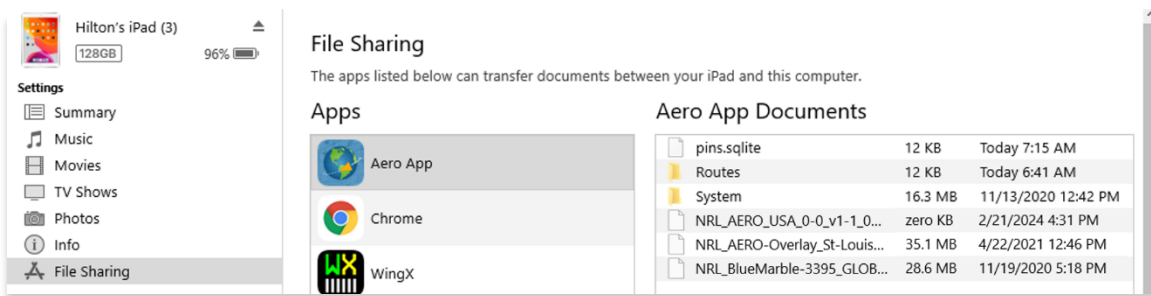 Hilton's iPad (3)
128GB
96%
Settings
Summary
Music
Movies
TV Shows
Photos
Info
File Sharing
File Sharing
The apps listed below can transfer documents between your iPad and this computer.
Apps
Aero App
Chrome
WX
WingX
Aero App Documents
pins.sqlite 12 KB Today 7:15 AM
Routes 12 KB Today 6:41 AM
System 16.3 MB 11/13/2020 12:42 PM
NRL_AERO_USA_0-0_v1-1_0... zero KB 2/21/2024 4:31 PM
NRL_AERO-Overlay_St-Louis... 35.1 MB 4/22/2021 12:46 PM
NRL_BlueMarble-3395_GLOB... 28.6 MB 11/19/2020 5:18 PM